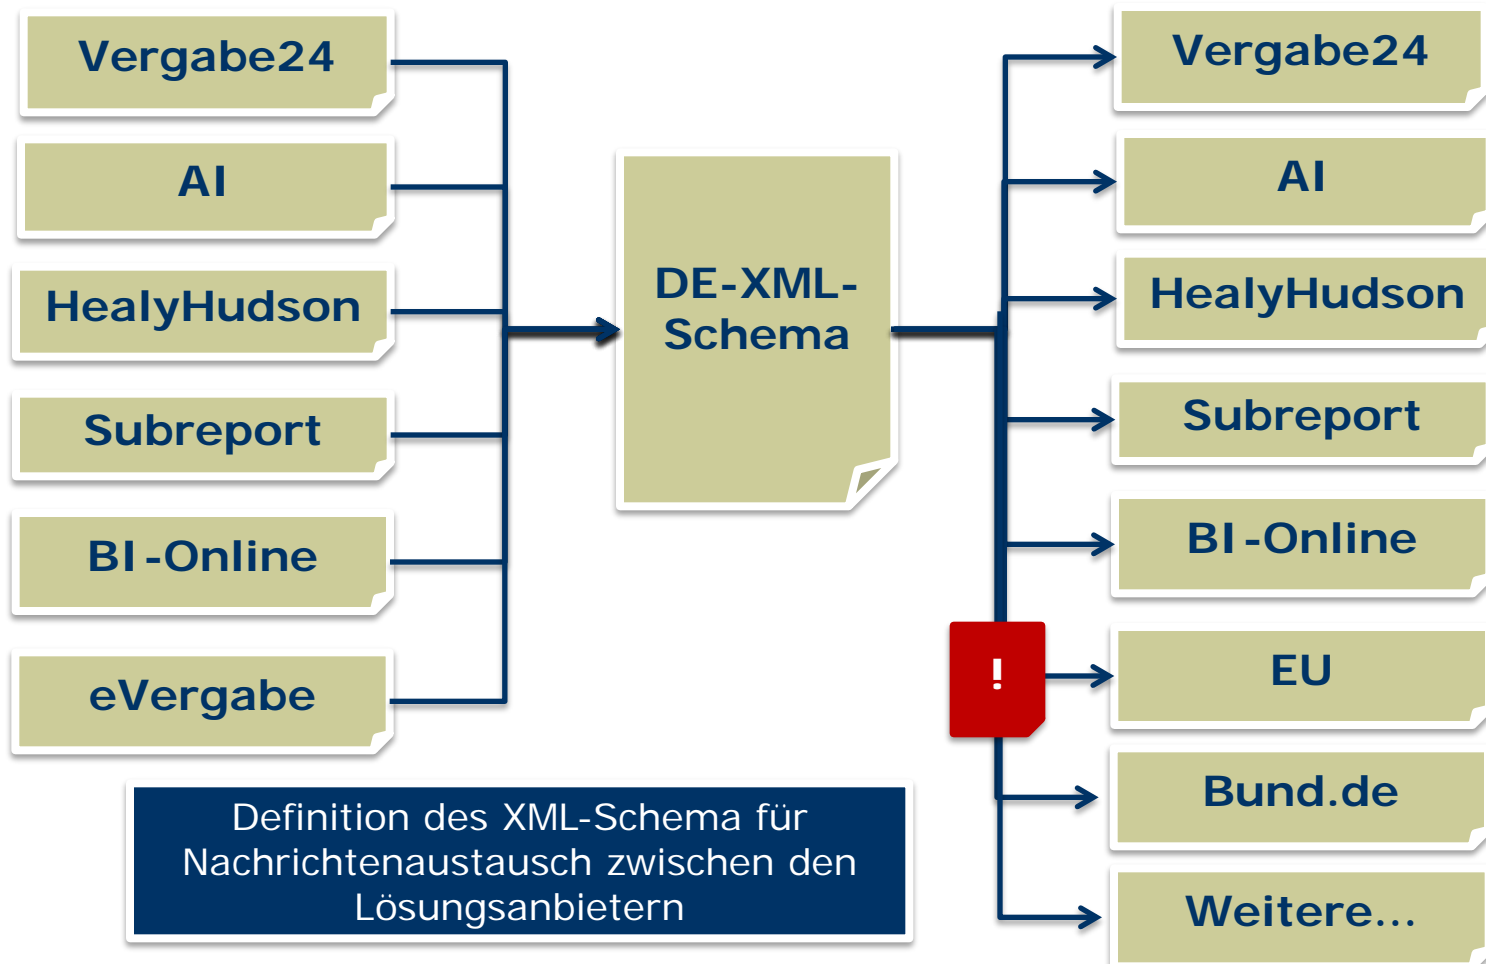 Vergabe24
AI
HealyHudson
Subreport
BI-Online
eVergabe
DE-XML-
Schema
Vergabe24
AI
HealyHudson
Subreport
BI-Online
!
EU
Bund.de
Weitere...
Definition des XML-Schema für
Nachrichtenaustausch zwischen den
Lösungsanbietern